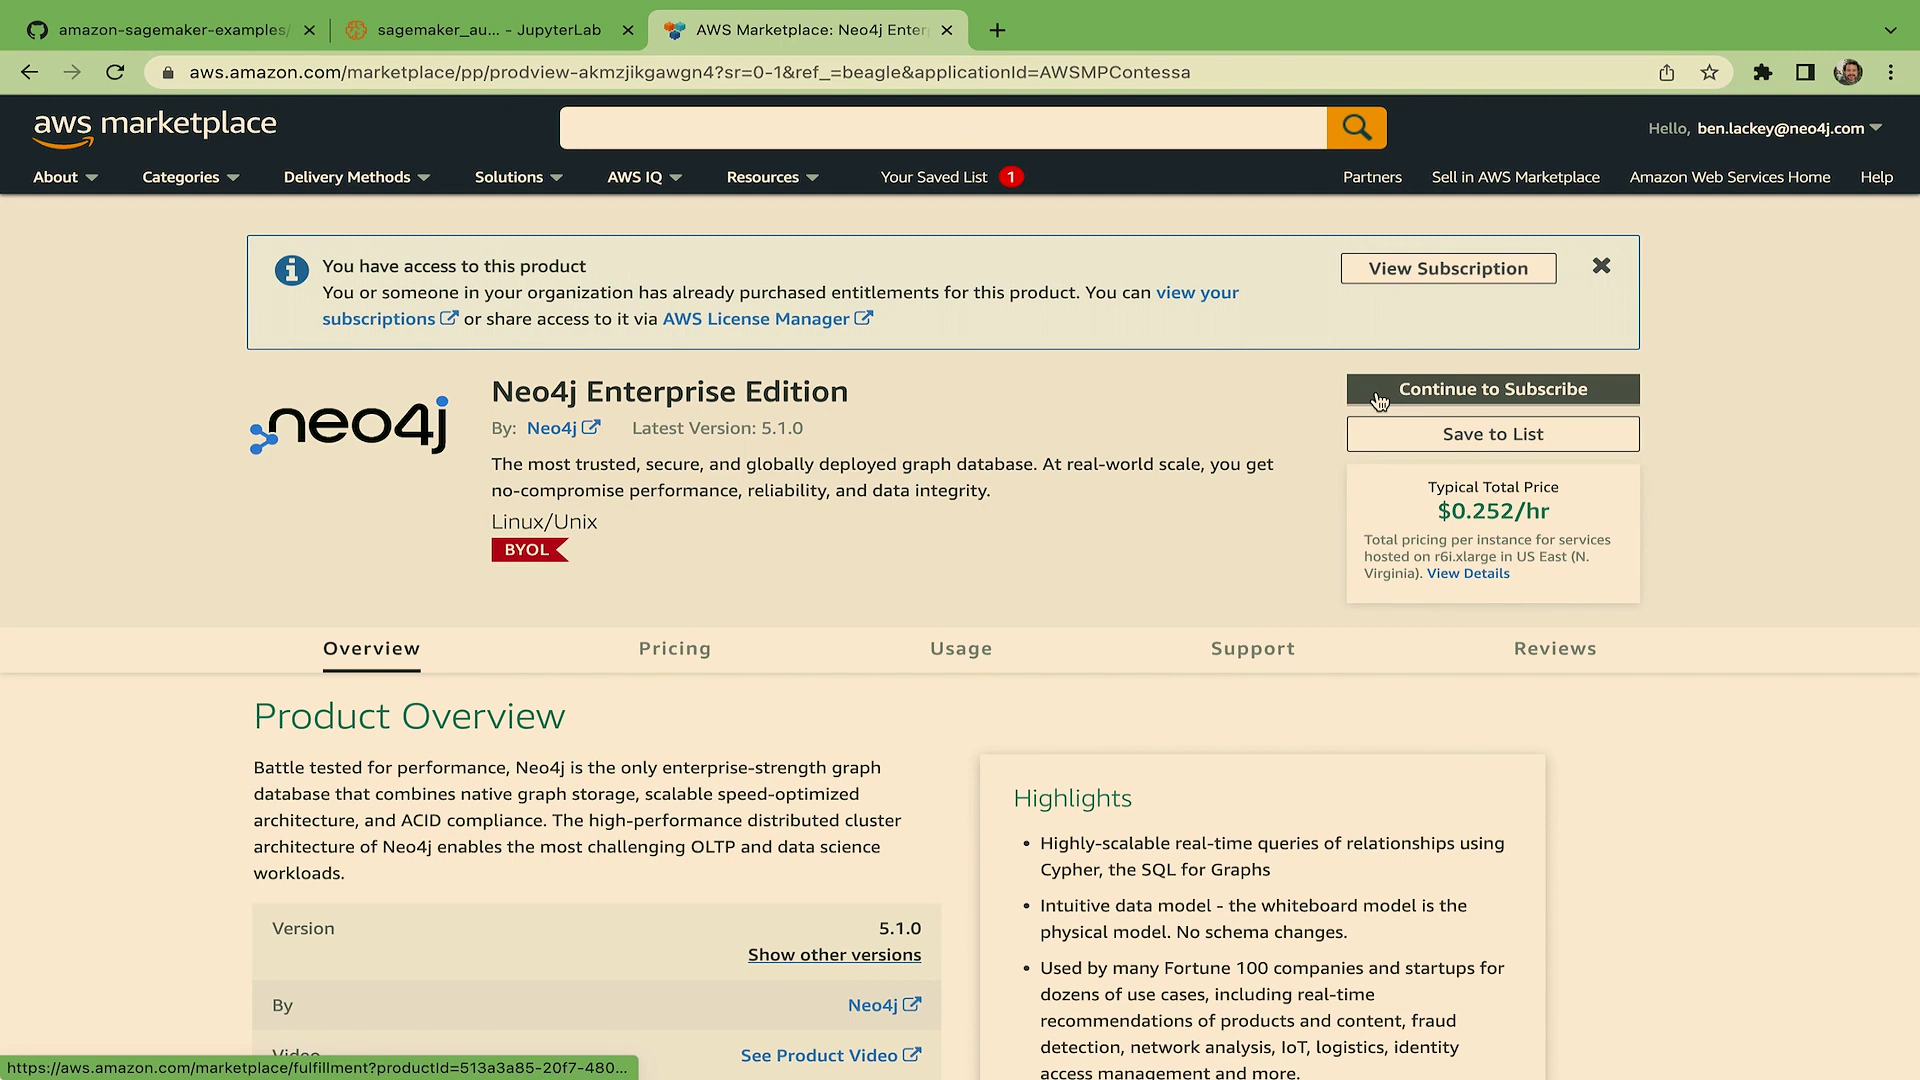 amazon-sagemaker-examples/
sagemaker_au... - JupyterLab
AWS Marketplace: Neo4j Enter
aws.amazon.com/marketplace/pp/prodview-akmzjikgawgn4?sr=0-1&ref_=beagle&applicationId=AWSMPContessa
aws marketplace
Hello, ben.lackey@neo4j.com
About
Categories
Delivery Methods
Solutions
AWS IQ
Resources
Your Saved List 1
Partners
Sell in AWS Marketplace
Amazon Web Services Home
Help
You have access to this product
You or someone in your organization has already purchased entitlements for this product. You can view your
subscriptions or share access to it via AWS License Manager
View Subscription
neo4j
Neo4j Enterprise Edition
By: Neo4j Latest Version: 5.1.0
The most trusted, secure, and globally deployed graph database. At real-world scale, you get
no-compromise performance, reliability, and data integrity.
Linux/Unix
BYOL
Continue to Subscribe
Save to List
Typical Total Price
$0.252/hr
Total pricing per instance for services
hosted on r6i.xlarge in US East (N.
Virginia). View Details
Overview
Pricing
Usage
Support
Reviews
Product Overview
Battle tested for performance, Neo4j is the only enterprise-strength graph
database that combines native graph storage, scalable speed-optimized
architecture, and ACID compliance. The high-performance distributed cluster
architecture of Neo4j enables the most challenging OLTP and data science
workloads.
Version 5.1.0
Show other versions
By Neo4j
Video See Product Video
Highlights
• Highly-scalable real-time queries of relationships using
Cypher, the SQL for Graphs
• Intuitive data model - the whiteboard model is the
physical model. No schema changes.
• Used by many Fortune 100 companies and startups for
dozens of use cases, including real-time
recommendations of products and content, fraud
detection, network analysis, IoT, logistics, identity
access management and more.
https://aws.amazon.com/marketplace/fulfillment?productId=513a3a85-20f7-480...